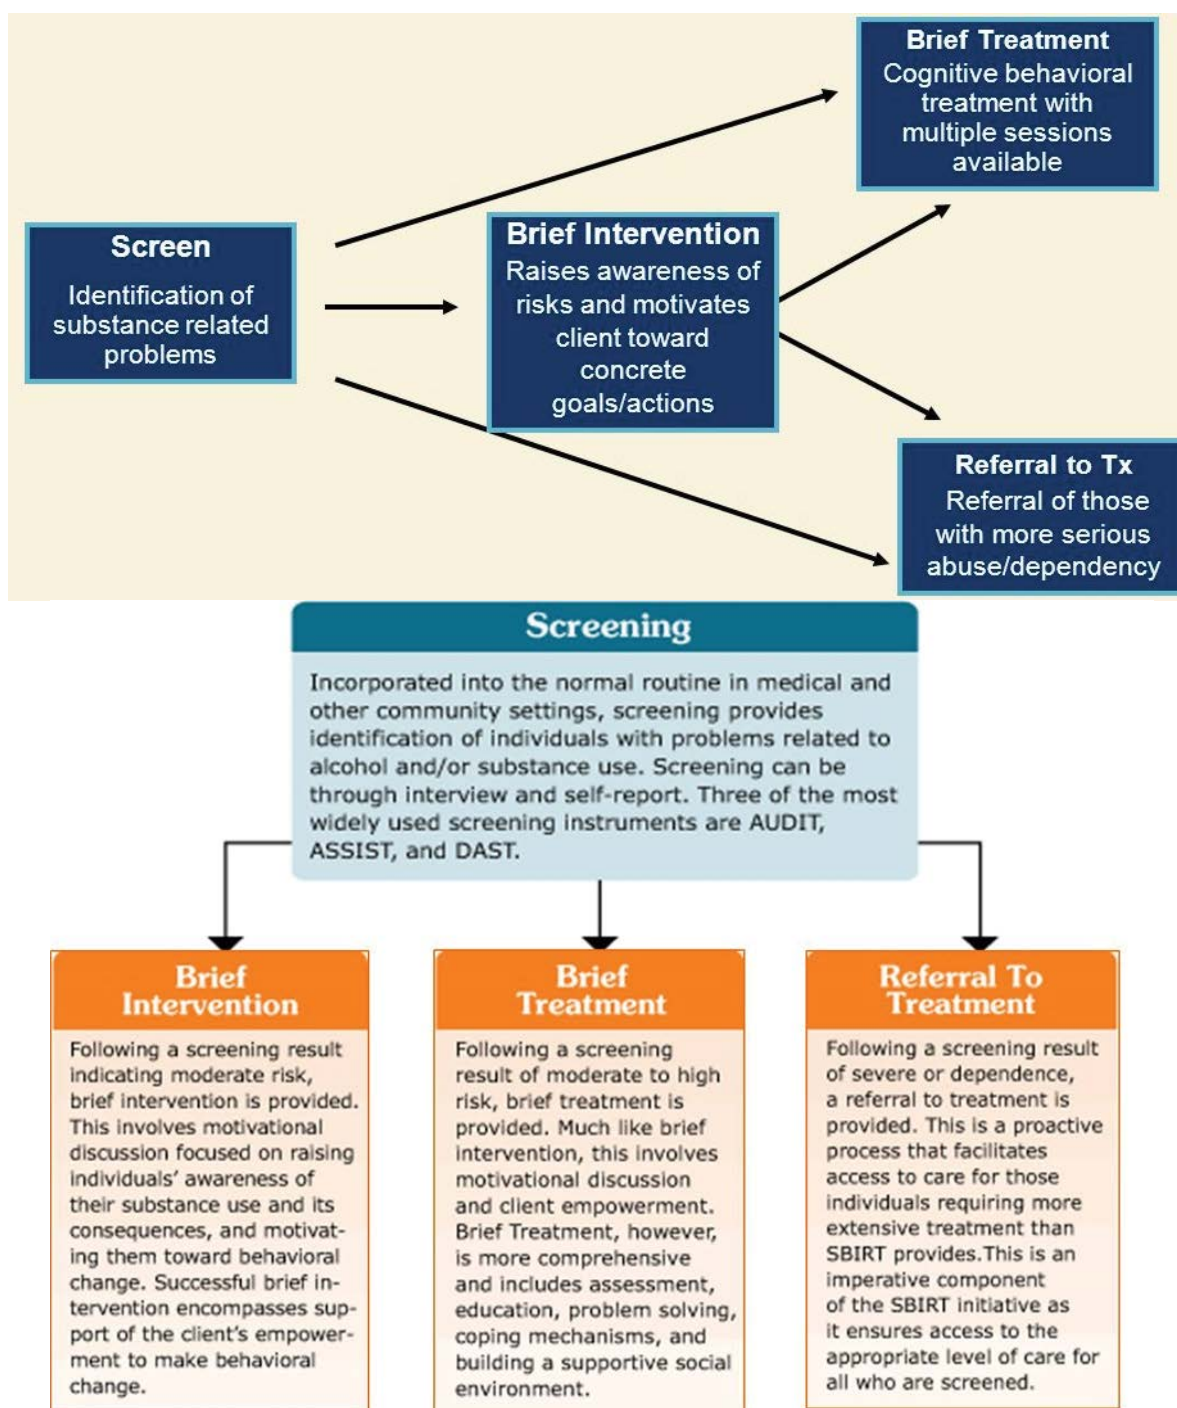 Brief Treatment
Cognitive behavioral
treatment with
multiple sessions
available
Screen
Identification of
substance related
problems
Brief Intervention
Raises awareness of
risks and motivates
client toward
concrete
goals/actions
Referral to Tx
Referral of those
with more serious
abuse/dependency
Screening
Incorporated into the normal routine in medical and
other community settings, screening provides
identification of individuals with problems related to
alcohol and/or substance use. Screening can be
through interview and self-report. Three of the most
widely used screening instruments are AUDIT,
ASSIST, and DAST.
Brief
Intervention
Following a screening result
indicating moderate risk,
brief intervention is provided.
This involves motivational
discussion focused on raising
individuals’ awareness of
their substance use and its
consequences, and motivat-
ing them toward behavioral
change. Successful brief in-
tervention encompasses sup-
port of the client’s empower-
ment to make behavioral
change.
Brief
Treatment
Following a screening
result of moderate to high
risk, brief treatment is
provided. Much like brief
intervention, this involves
motivational discussion
and client empowerment.
Brief Treatment, however,
is more comprehensive
and includes assessment,
education, problem solving,
coping mechanisms, and
building a supportive social
environment.
Referral To
Treatment
Following a screening result
of severe or dependence,
a referral to treatment is
provided. This is a proactive
process that facilitates
access to care for those
individuals requiring more
extensive treatment than
SBIRT provides.This is an
imperative component
of the SBIRT initiative as
it ensures access to the
appropriate level of care for
all who are screened.